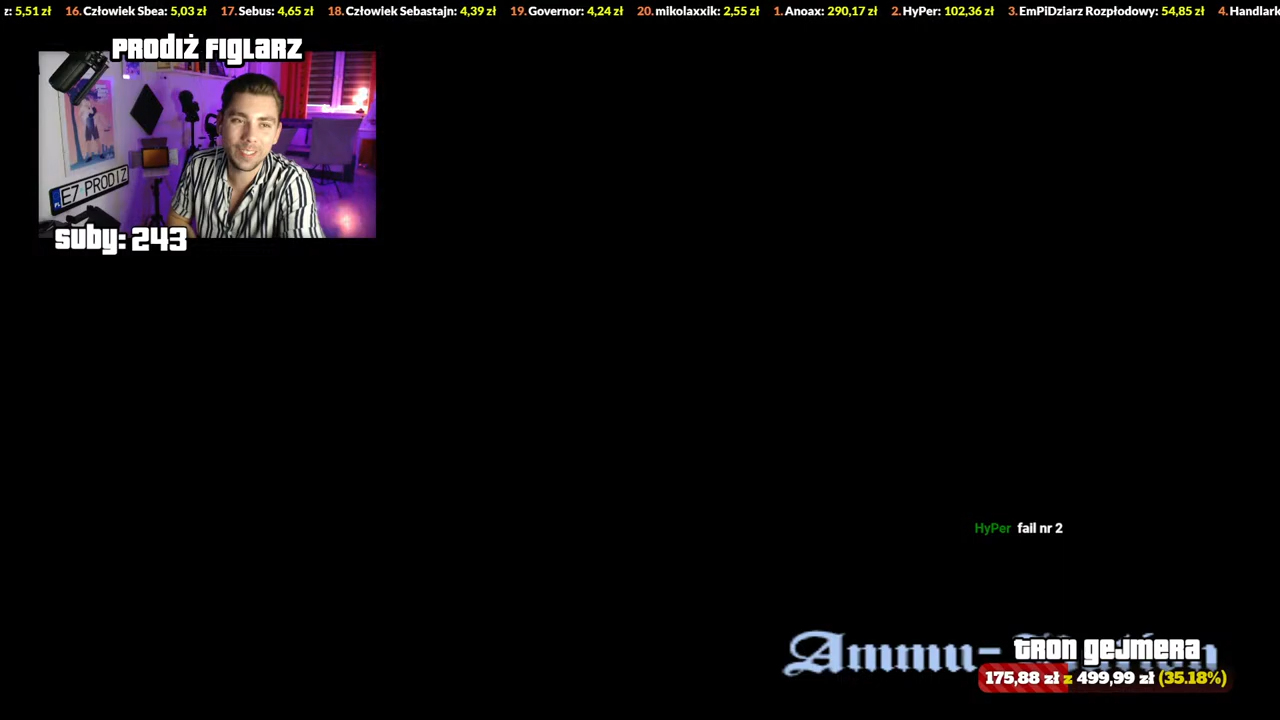 z: 5,51 zł 16. Człowiek Sbea: 5,03 zł 17. Sebus: 4,65 zł 18. Człowiek Sebastajn: 4,39 zł 19. Governor: 4,24 zł 20. mikolaxxik: 2,55 zł 1. Anoax: 290,17 zł 2. HyPer: 102,36 zł 3. EmPiDziarz Rozpłodowy: 54,85 zł 4. Handlark
PRODIŻ FIGLARZ
E7 PRODIZ
suby: 243
HyPer fail nr 2
Ammu-
tron gejmera
175,88 zł z 499,99 zł (35.18%)